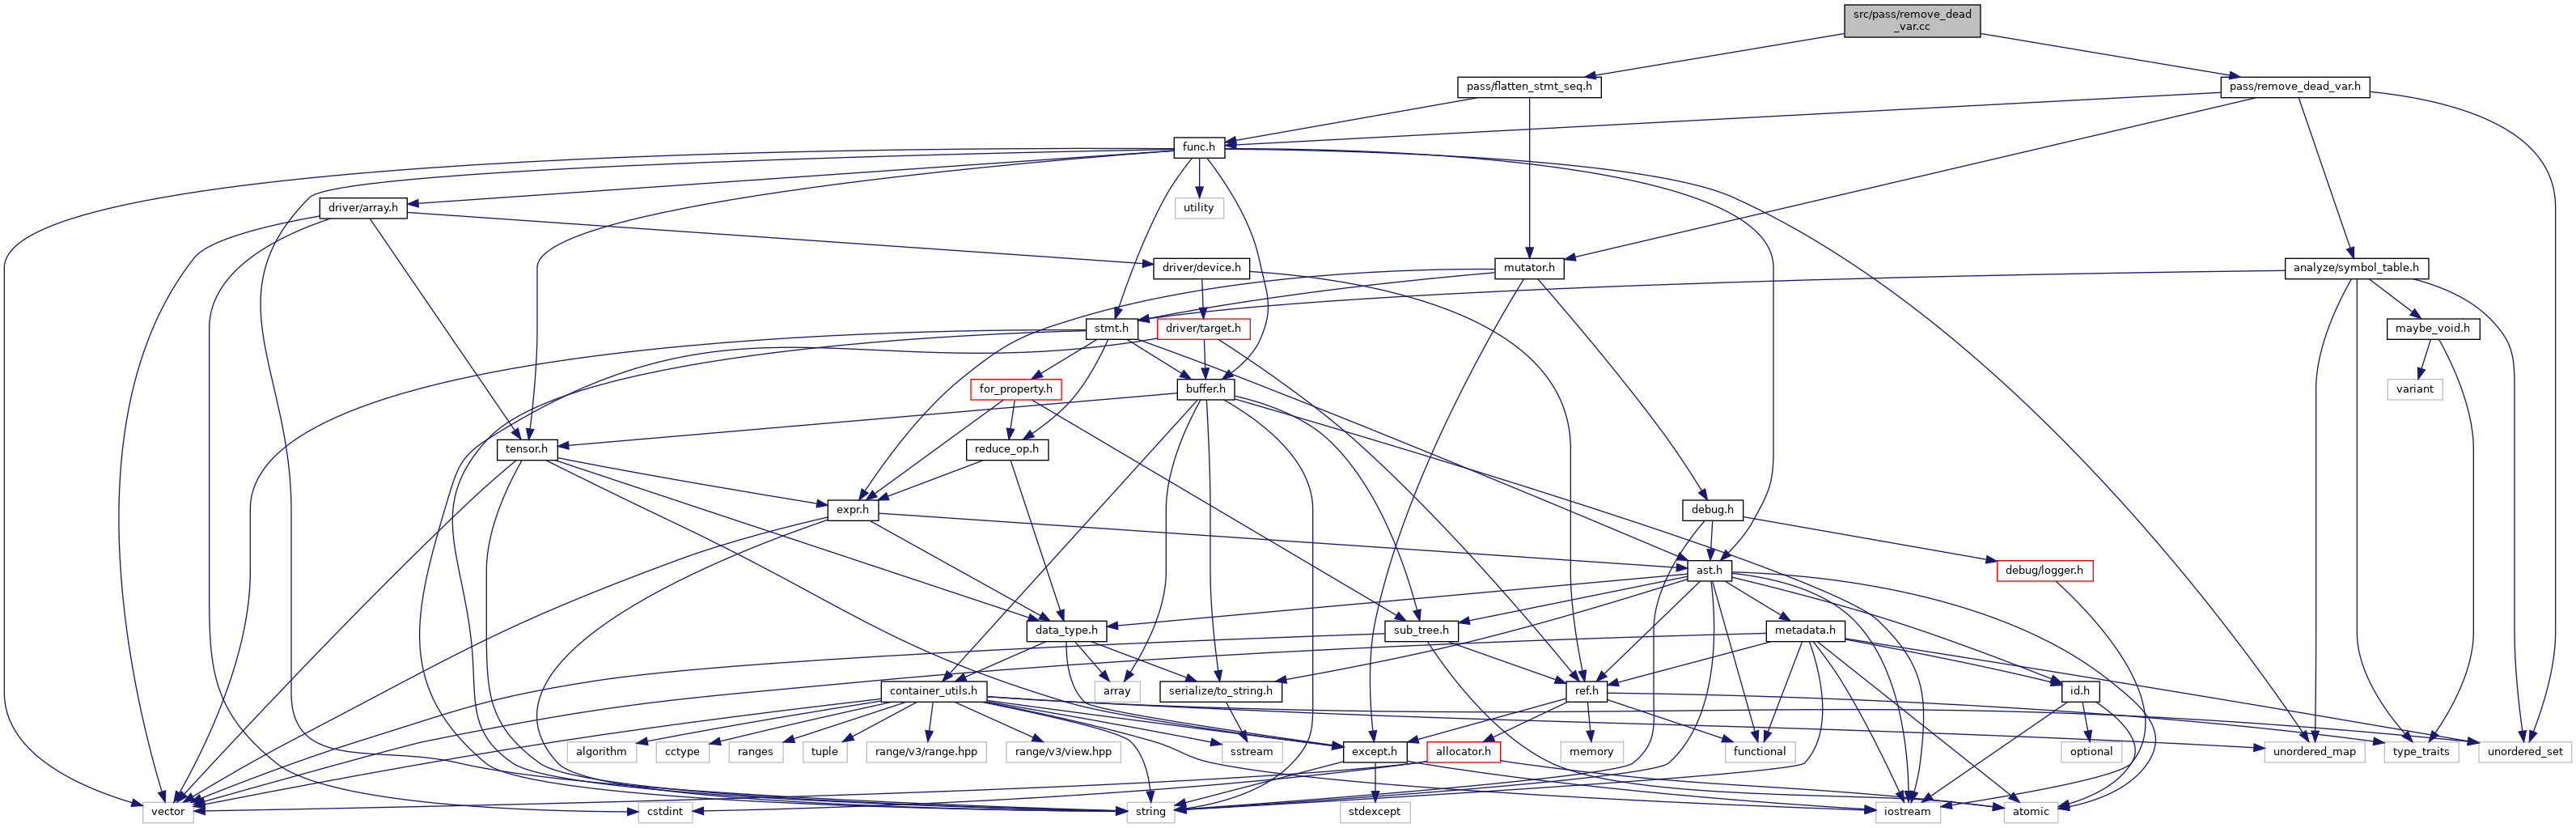 src/pass/remove_dead
_var.cc
pass/flatten_stmt_seq.h
pass/remove_dead_var.h
func.h
driver/array.h
utility
driver/device.h
mutator.h
analyze/symbol_table.h
stmt.h
driver/target.h
maybe_void.h
for_property.h
buffer.h
variant
tensor.h
reduce_op.h
expr.h
debug.h
ast.h
debug/logger.h
data_type.h
sub_tree.h
metadata.h
container_utils.h
array
serialize/to_string.h
ref.h
id.h
algorithm
cctype
ranges
tuple
range/v3/range.hpp
range/v3/view.hpp
sstream
except.h
allocator.h
memory
functional
optional
unordered_map
type_traits
unordered_set
vector
cstdint
string
stdexcept
iostream
atomic